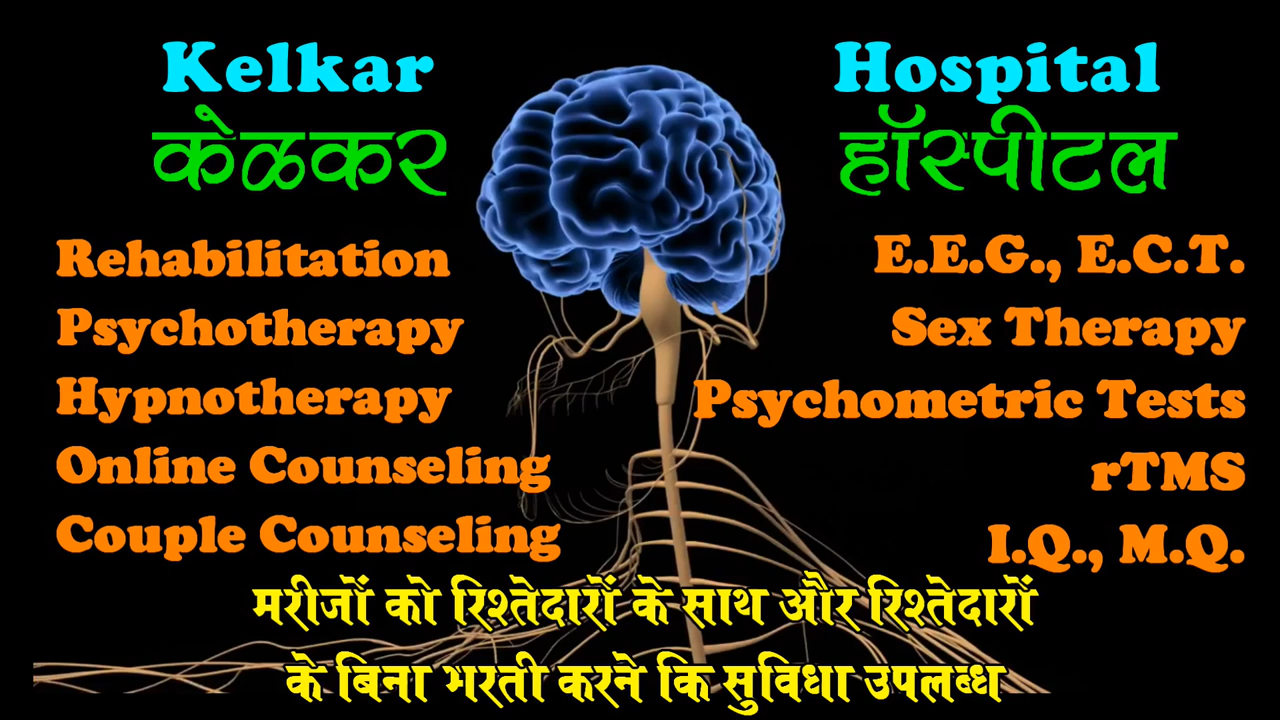 Kelkar Hospital
केळकर हॉस्पीटल
Rehabilitation
Psychotherapy
Hypnotherapy
Online Counseling
Couple Counseling
E.E.G., E.C.T.
Sex Therapy
Psychometric Tests
rTMS
I.Q., M.Q.
मरीजों को रिश्तेदारों के साथ और रिश्तेदारों
के बिना भरती करने कि सुविधा उपलब्ध